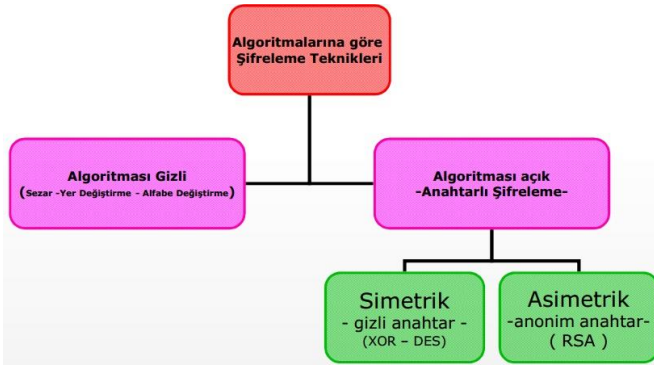 Algoritmalarına göre
Şifreleme Teknikleri
Algoritması Gizli
(Sezar -Yer Değiştirme - Alfabe Değiştirme)
Algoritması açık
-Anahtarlı Şifreleme-
Simetrik
- gizli anahtar -
(XOR – DES)
Asimetrik
-anonim anahtar-
( RSA )